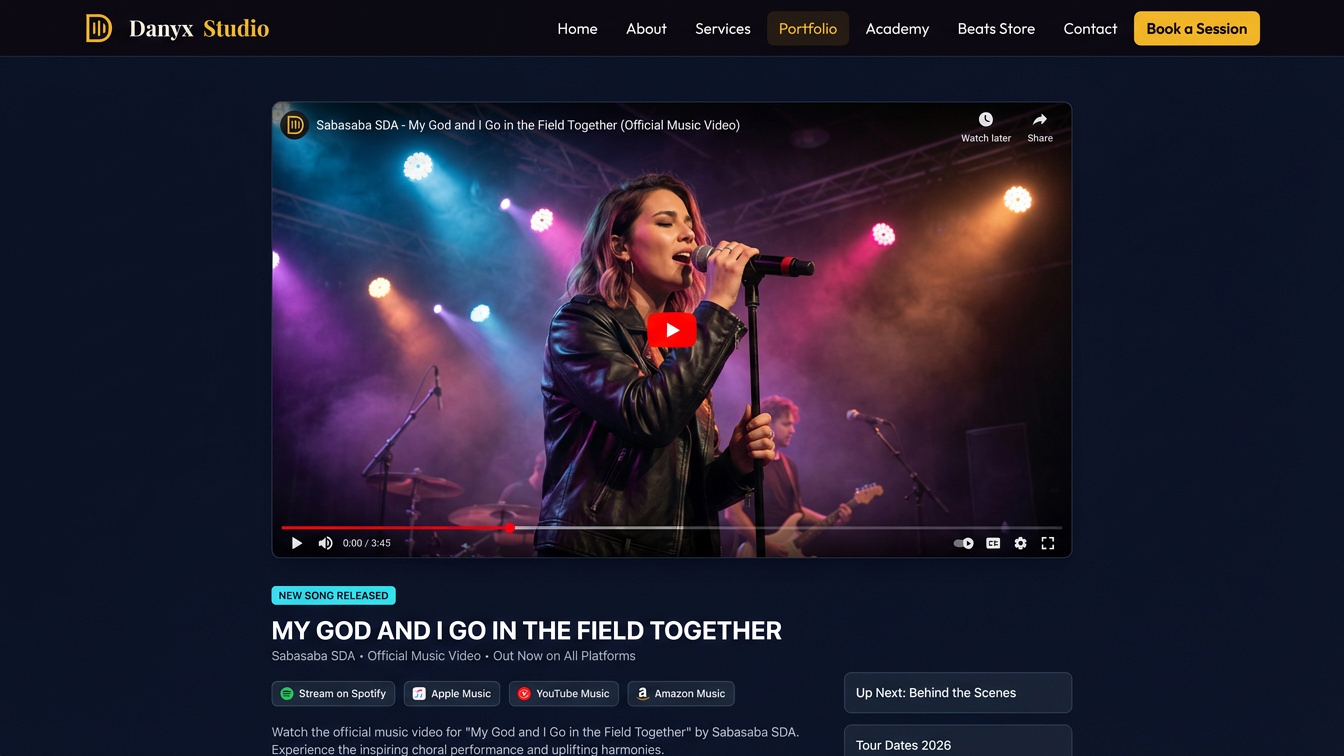 Danyx Studio
Home About Services Portfolio Academy Beats Store Contact Book a Session
Sabasaba SDA - My God and I Go in the Field Together (Official Music Video)
Watch later Share
0:00 / 3:45
NEW SONG RELEASED
MY GOD AND I GO IN THE FIELD TOGETHER
Sabasaba SDA • Official Music Video • Out Now on All Platforms
Stream on Spotify Apple Music YouTube Music Amazon Music
Watch the official music video for "My God and I Go in the Field Together" by Sabasaba SDA.
Experience the inspiring choral performance and uplifting harmonies.
Up Next: Behind the Scenes
Tour Dates 2026